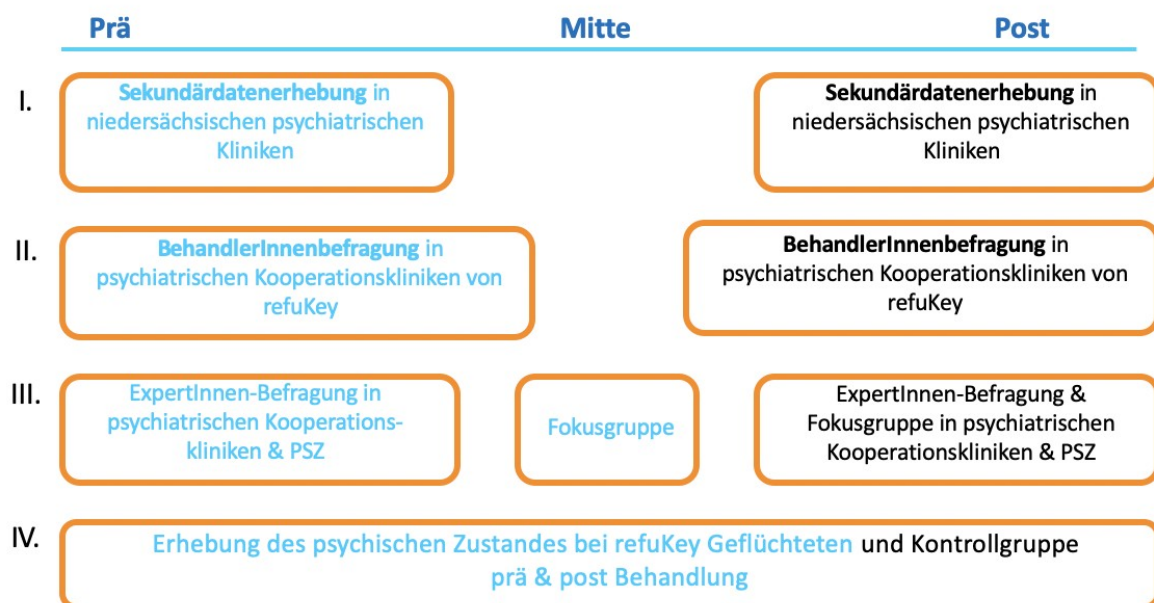 Prä Mitte Post
I.
Sekundärdatenerhebung in
niedersächsischen psychiatrischen
Kliniken
Sekundärdatenerhebung in
niedersächsischen psychiatrischen
Kliniken
II.
BehandlerInnenbefragung in
psychiatrischen Kooperationskliniken von
refuKey
BehandlerInnenbefragung in
psychiatrischen Kooperationskliniken von
refuKey
III.
ExpertInnen-Befragung in
psychiatrischen Kooperations-
kliniken & PSZ
Fokusgruppe
ExpertInnen-Befragung &
Fokusgruppe in psychiatrischen
Kooperationskliniken & PSZ
IV.
Erhebung des psychischen Zustandes bei refuKey Geflüchteten und Kontrollgruppe
prä & post Behandlung